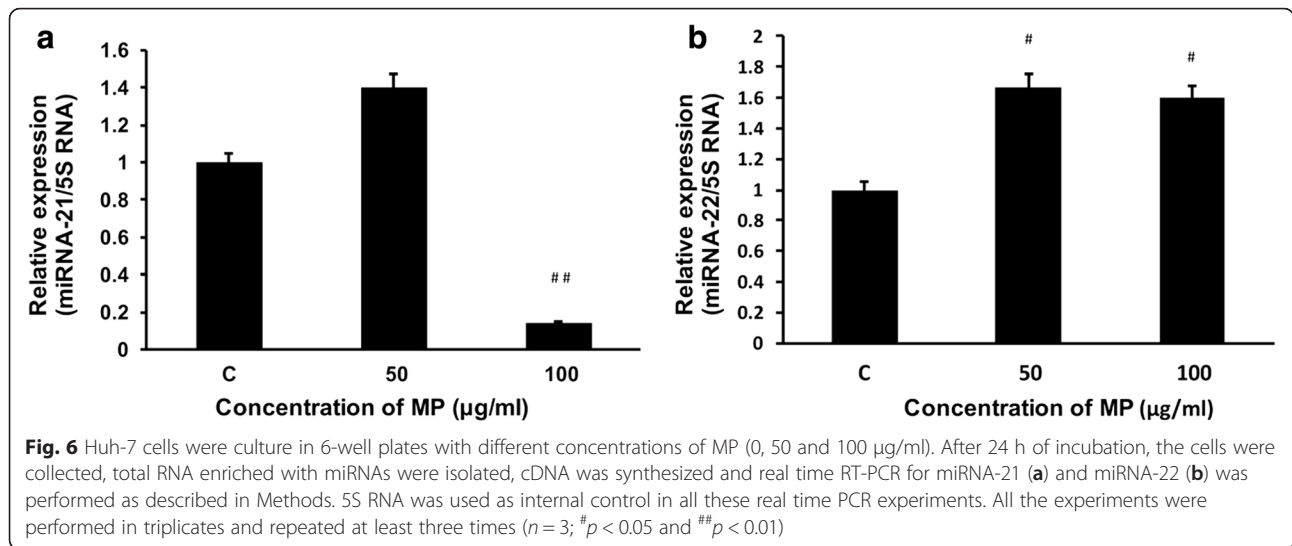 a
1.6
1.4
1.2
1
0.8
0.6
0.4
0.2
0
Relative expression
(miRNA-21/5S RNA)
##
C 50 100
Concentration of MP (µg/ml)
b
2
1.8
1.6
1.4
1.2
1
0.8
0.6
0.4
0.2
0
Relative expression
(miRNA-22/5S RNA)
# #
C 50 100
Concentration of MP (µg/ml)
Fig. 6 Huh-7 cells were culture in 6-well plates with different concentrations of MP (0, 50 and 100 µg/ml). After 24 h of incubation, the cells were
collected, total RNA enriched with miRNAs were isolated, cDNA was synthesized and real time RT-PCR for miRNA-21 (a) and miRNA-22 (b) was
performed as described in Methods. 5S RNA was used as internal control in all these real time PCR experiments. All the experiments were
performed in triplicates and repeated at least three times (n = 3; #p < 0.05 and ##p < 0.01)